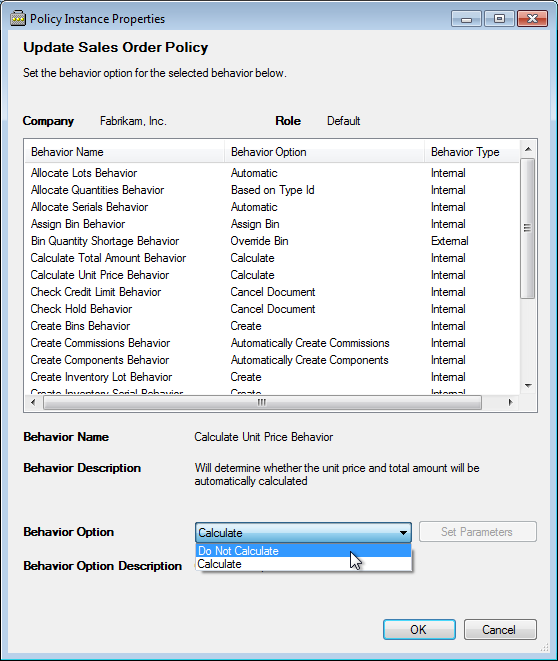 Policy Instance Properties
Update Sales Order Policy
Set the behavior option for the selected behavior below.
Company Fabrikam, Inc. Role Default
Behavior Name Behavior Option Behavior Type
Allocate Lots Behavior Automatic Internal
Allocate Quantities Behavior Based on Type Id Internal
Allocate Serials Behavior Automatic Internal
Assign Bin Behavior Assign Bin Internal
Bin Quantity Shortage Behavior Override Bin External
Calculate Total Amount Behavior Calculate Internal
Calculate Unit Price Behavior Calculate Internal
Check Credit Limit Behavior Cancel Document Internal
Check Hold Behavior Cancel Document Internal
Create Bins Behavior Create Internal
Create Commissions Behavior Automatically Create Commissions Internal
Create Components Behavior Automatically Create Components Internal
Create Inventory Lot Behavior Create Internal
Create Inventory Serial Behavior Create Internal
Behavior Name Calculate Unit Price Behavior
Behavior Description Will determine whether the unit price and total amount will be
automatically calculated
Behavior Option Calculate Set Parameters
Do Not Calculate
Calculate
Behavior Option Description
OK Cancel